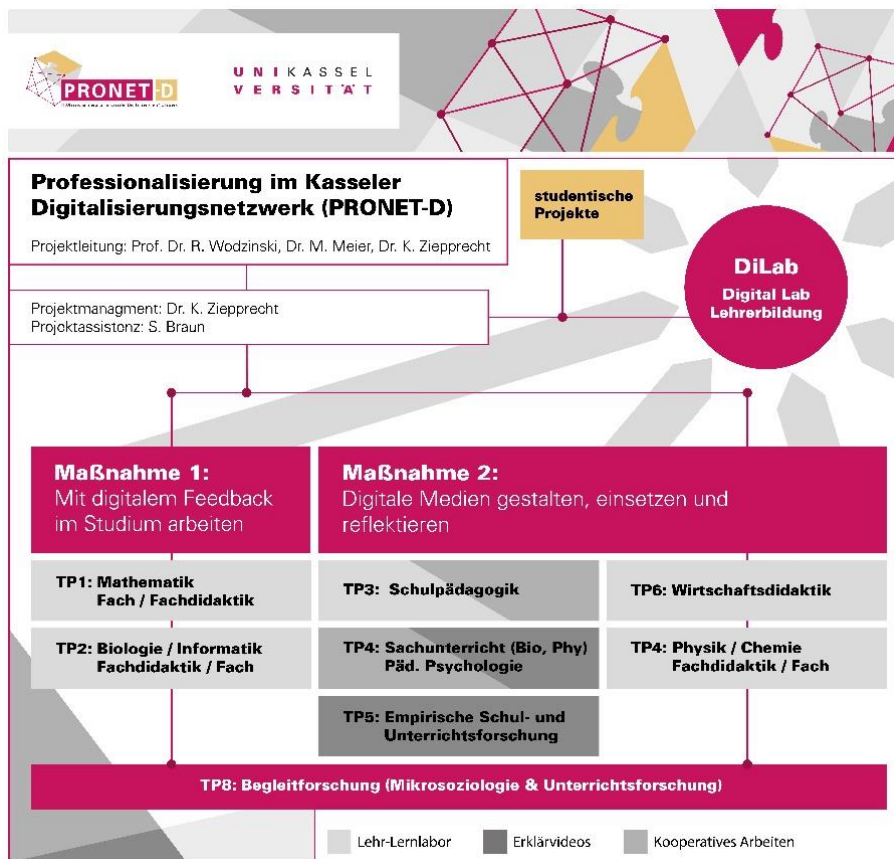 PRONET-D
UNIKASSEL
VERSITÄT
Professionalisierung im Kasseler
Digitalisierungsnetzwerk (PRONET-D)
Projektleitung: Prof. Dr. R. Wodzinski, Dr. M. Meier, Dr. K. Ziepprecht
studentische
Projekte
DiLab
Digital Lab
Lehrerbildung
Projektmanagment: Dr. K. Ziepprecht
Projektassistenz: S. Braun
Maßnahme 1:
Mit digitalem Feedback
im Studium arbeiten
Maßnahme 2:
Digitale Medien gestalten, einsetzen und
reflektieren
TP1: Mathematik
Fach / Fachdidaktik
TP2: Biologie / Informatik
Fachdidaktik / Fach
TP3: Schulpädagogik
TP4: Sachunterricht (Bio, Phy)
Päd. Psychologie
TP5: Empirische Schul- und
Unterrichtsforschung
TP6: Wirtschaftsdidaktik
TP4: Physik / Chemie
Fachdidaktik / Fach
TP8: Begleitforschung (Mikrosoziologie & Unterrichtsforschung)
Lehr-Lernlabor
Erklärvideos
Kooperatives Arbeiten